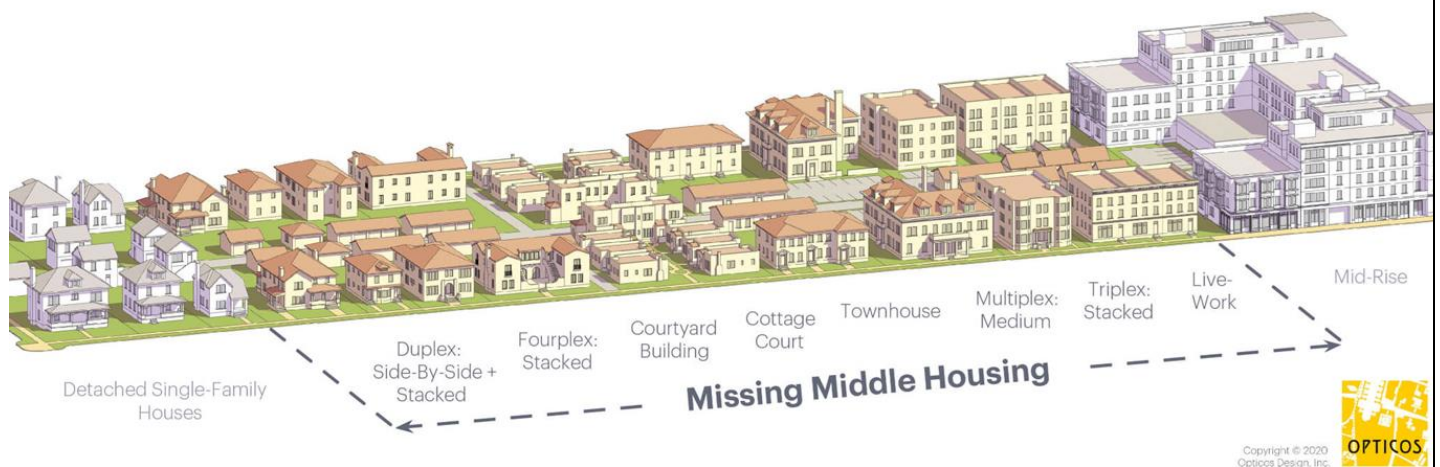 Detached Single-Family
Houses
Duplex:
Side-By-Side +
Stacked
Fourplex:
Stacked
Courtyard
Building
Cottage
Court
Townhouse
Multiplex:
Medium
Triplex:
Stacked
Live-
Work
Mid-Rise
Missing Middle Housing
Copyright © 2020
Opticos Design, Inc.
OPTICOS